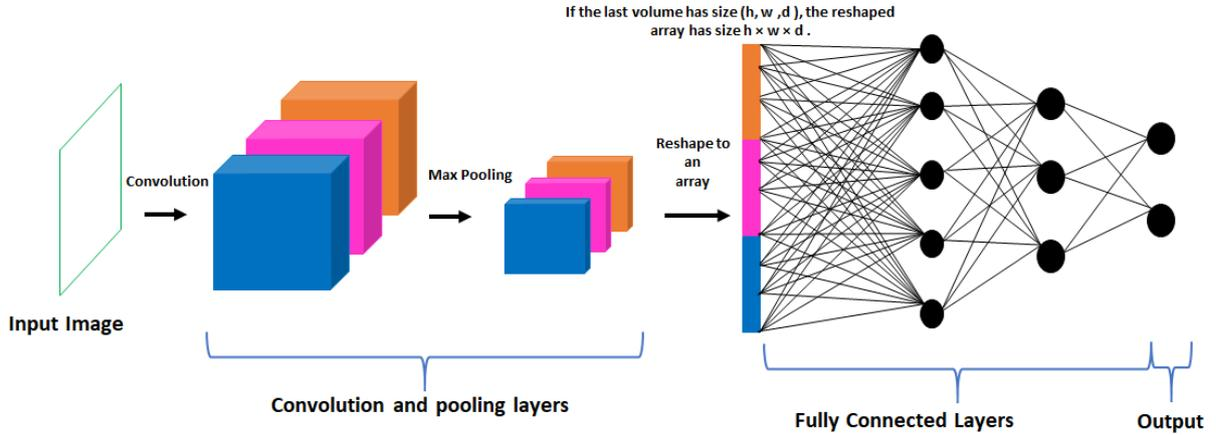 If the last volume has size (h, w ,d ), the reshaped
array has size h × w × d .
Convolution
Max Pooling
Reshape to
an
array
Input Image
Convolution and pooling layers
Fully Connected Layers
Output